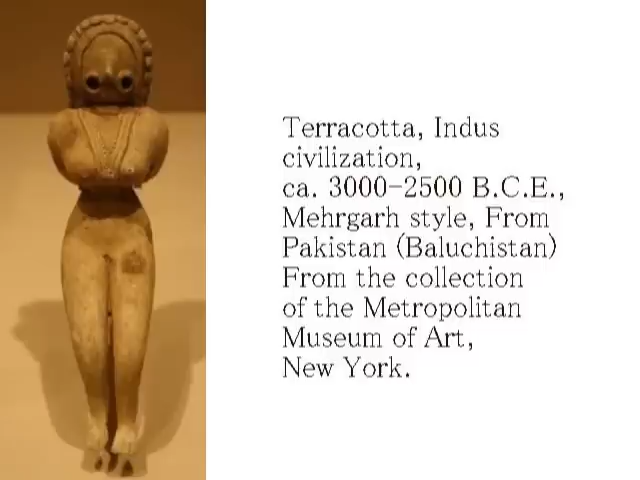 Terracotta, Indus
civilization,
ca. 3000-2500 B.C.E.,
Mehrgarh style, From
Pakistan (Baluchistan)
From the collection
of the Metropolitan
Museum of Art,
New York.